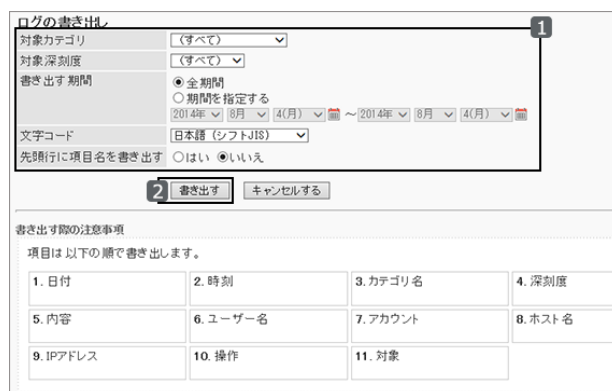 ログの書き出し
1
対象カテゴリ (すべて)
対象深刻度 (すべて)
書き出す期間 全期間
期間を指定する
2014年 8月 4(月) ~ 2014年 8月 4(月)
文字コード 日本語 (シフトJIS)
先頭行に項目名を書き出す はい いいえ
2 書き出す キャンセルする
書き出す際の注意事項
項目は以下の順で書き出します。
1. 日付 2. 時刻 3. カテゴリ名 4. 深刻度
5. 内容 6. ユーザー名 7. アカウント 8. ホスト名
9. IPアドレス 10. 操作 11. 対象